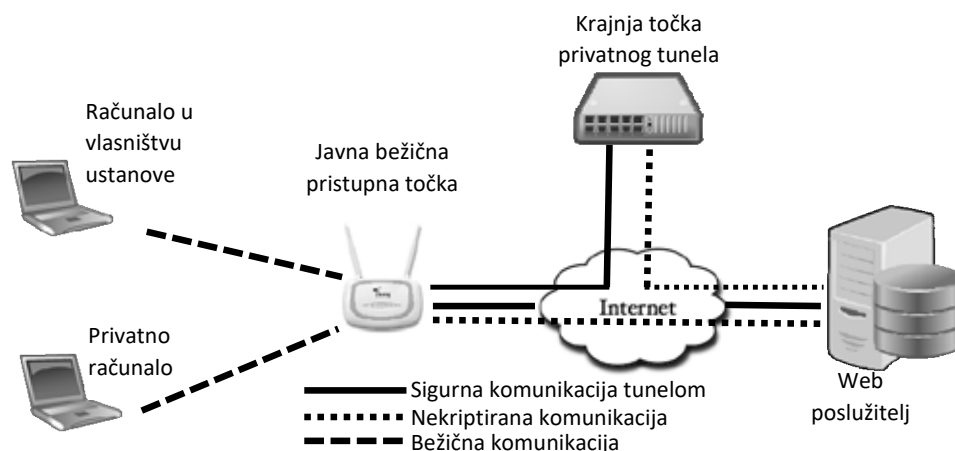 Krajnja točka
privatnog tunela
Računalo u
vlasništvu
ustanove
Javna bežična
pristupna točka
Internet
Privatno
računalo
Web
poslužitelj
Sigurna komunikacija tunelom
Nekriptirana komunikacija
Bežična komunikacija